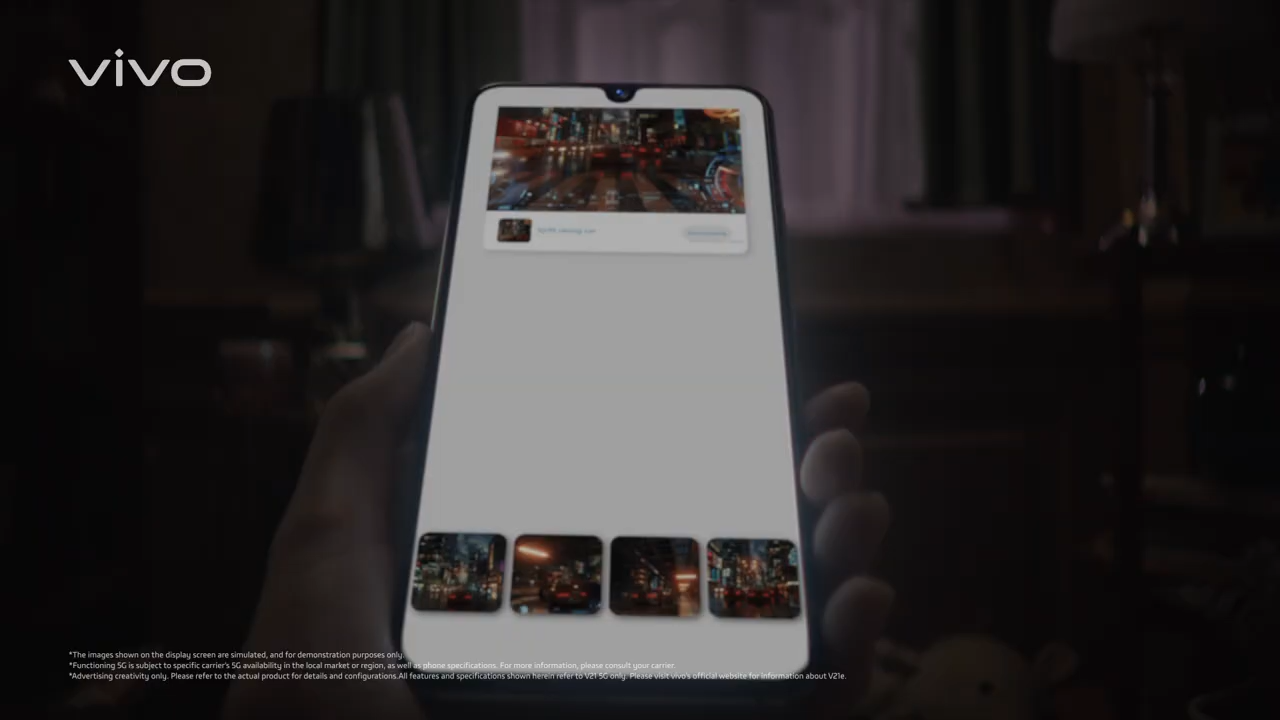 vivo
*The images shown on the display screen are simulated, and for demonstration purposes only.
*Functioning 5G is subject to specific carrier's 5G availability in the local market or region, as well as phone specifications. For more information, please consult your carrier.
*Advertising creativity only. Please refer to the actual product for details and configurations.All features and specifications shown herein refer to V21 5G only. Please visit vivo's official website for information about V21e.